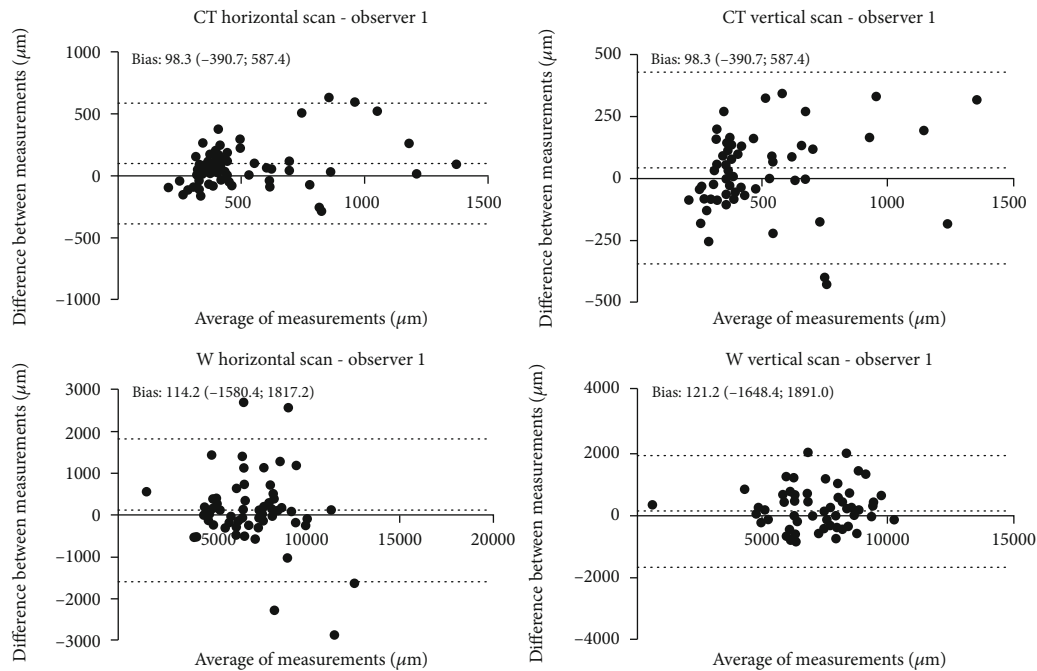 CT horizontal scan - observer 1
Difference between measurements (μm)
Bias: 98.3 (−390.7; 587.4)
1000
500
0
−500
−1000
500
1000
1500
Average of measurements (μm)
CT vertical scan - observer 1
Difference between measurements (μm)
Bias: 98.3 (−390.7; 587.4)
500
250
0
−250
−500
500
1000
1500
Average of measurements (μm)
W horizontal scan - observer 1
Difference between measurements (μm)
Bias: 114.2 (−1580.4; 1817.2)
3000
2000
1000
0
−1000
−2000
−3000
5000
10000
15000
20000
Average of measurements (μm)
W vertical scan - observer 1
Difference between measurements (μm)
Bias: 121.2 (−1648.4; 1891.0)
4000
2000
0
−2000
−4000
5000
10000
15000
Average of measurements (μm)